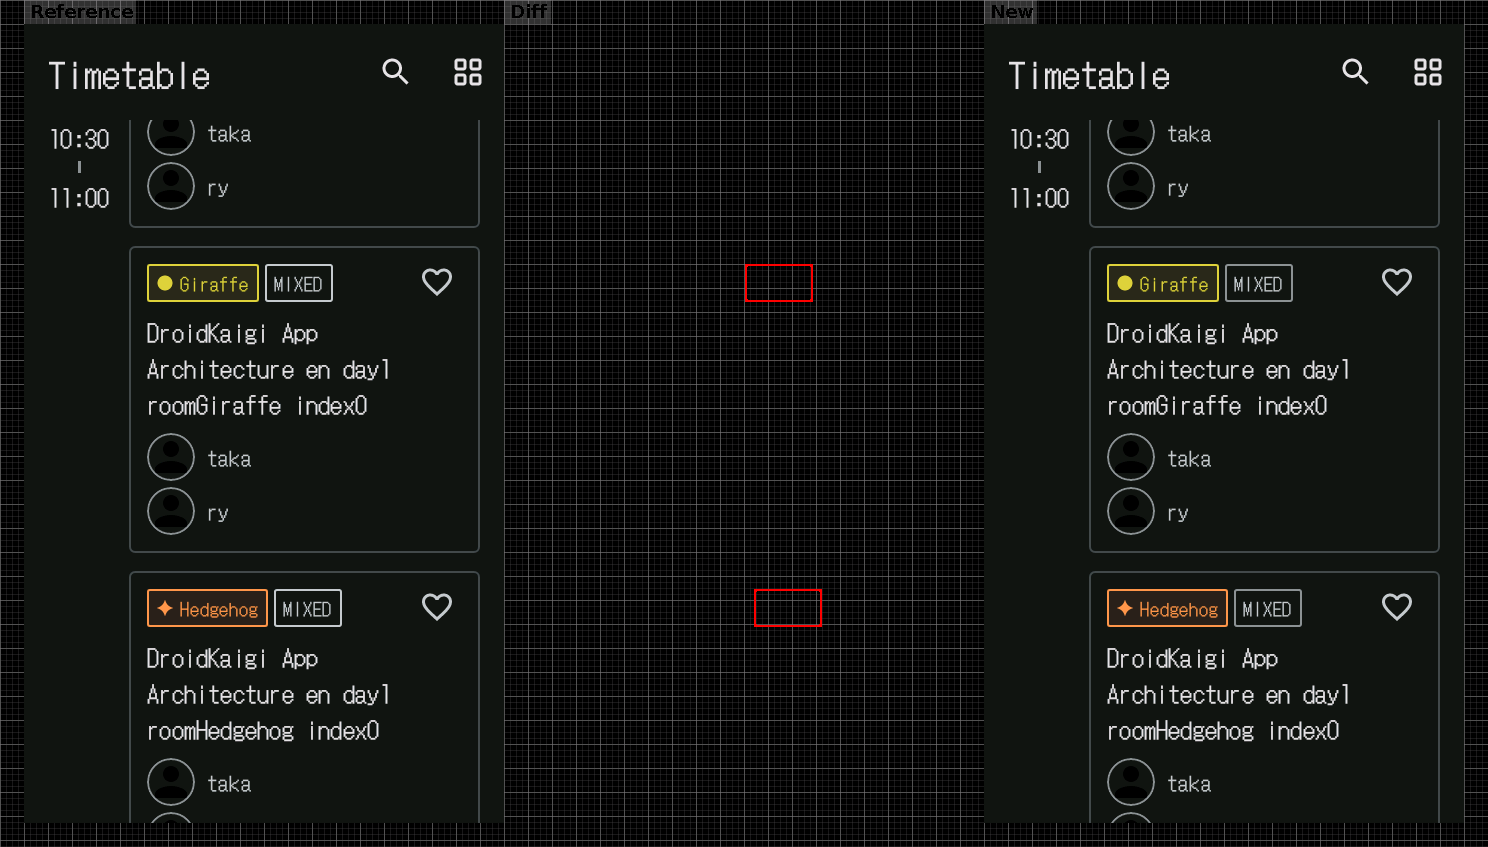 Reference
Diff
New
Timetable
10:30
11:00
taka
ry
Giraffe MIXED
DroidKaigi App
Architecture en day1
roomGiraffe index0
taka
ry
Hedgehog MIXED
DroidKaigi App
Architecture en day1
roomHedgehog index0
taka
Timetable
10:30
11:00
taka
ry
Giraffe MIXED
DroidKaigi App
Architecture en day1
roomGiraffe index0
taka
ry
Hedgehog MIXED
DroidKaigi App
Architecture en day1
roomHedgehog index0
taka